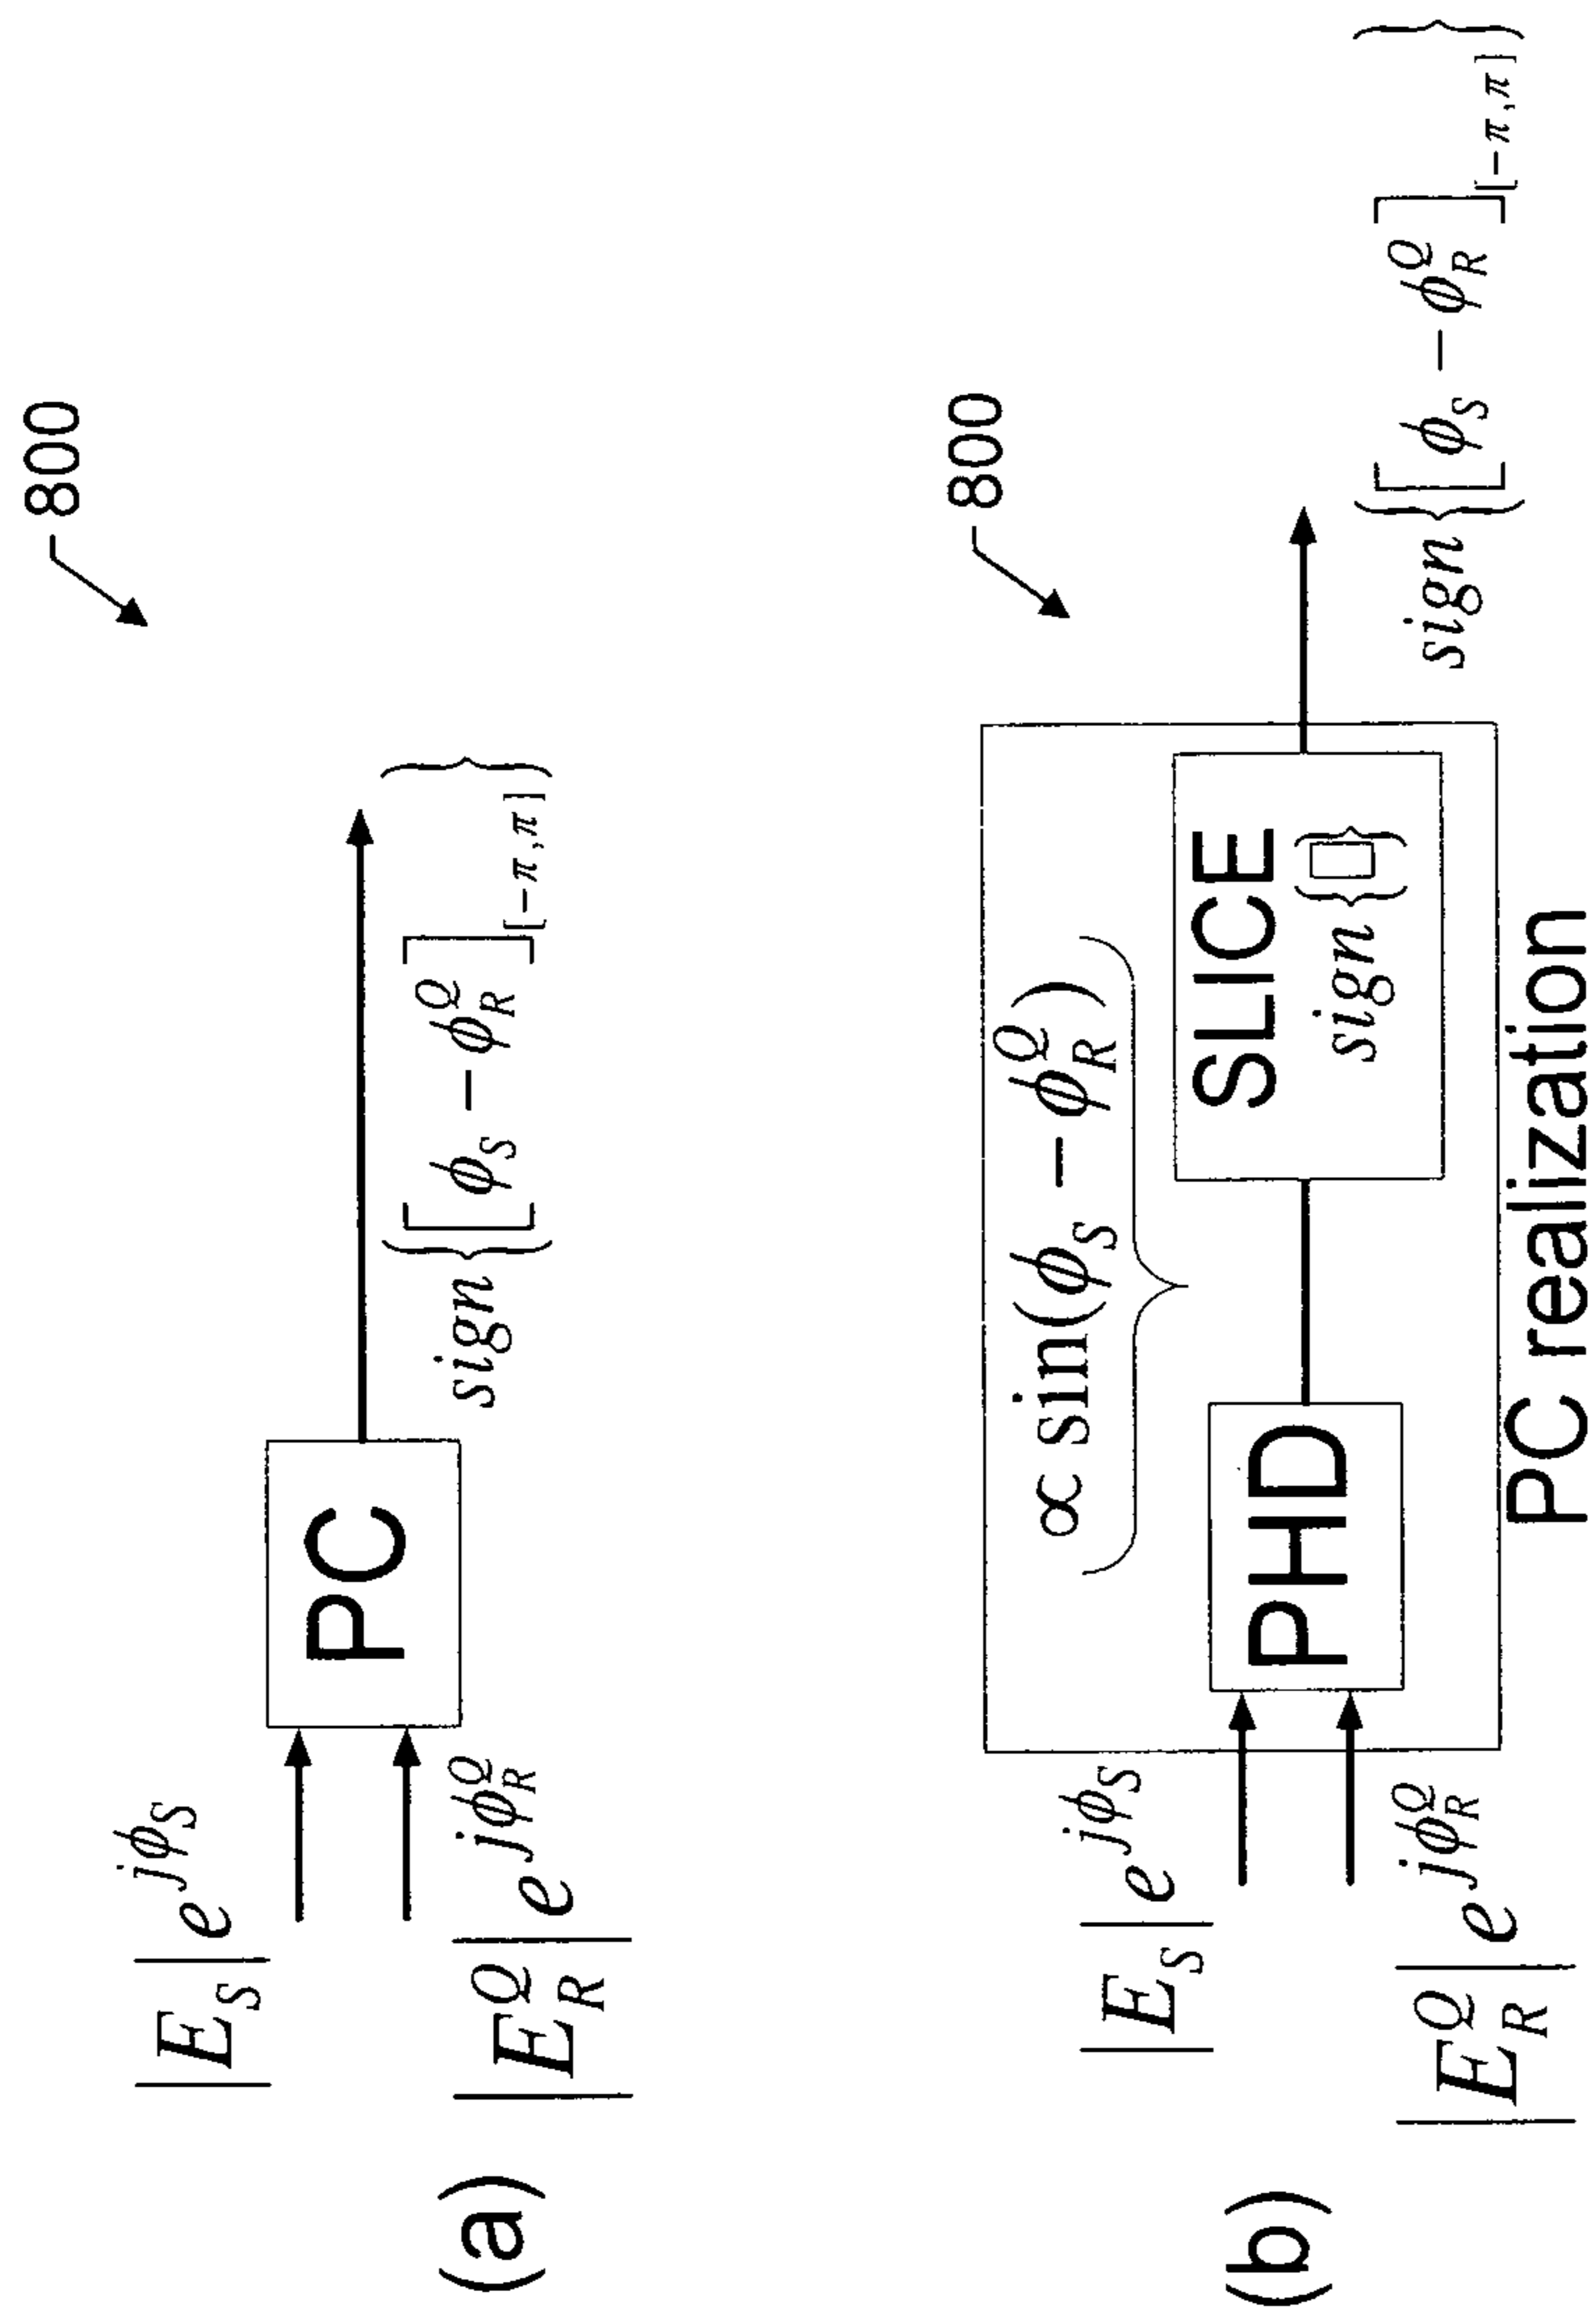 800
|E_S| e^{jϕ_S}
PC
|E_R^Q| e^{jϕ_R^Q}
sign{[ϕ_S − ϕ_R^Q]_{[−π,π]}}
(a)
800
∝ sin(ϕ_S − ϕ_R^Q)
|E_S| e^{jϕ_S}
PHD
SLICE
sign{□}
|E_R^Q| e^{jϕ_R^Q}
sign{[ϕ_S − ϕ_R^Q]_{[−π,π]}}
(b)
PC realization